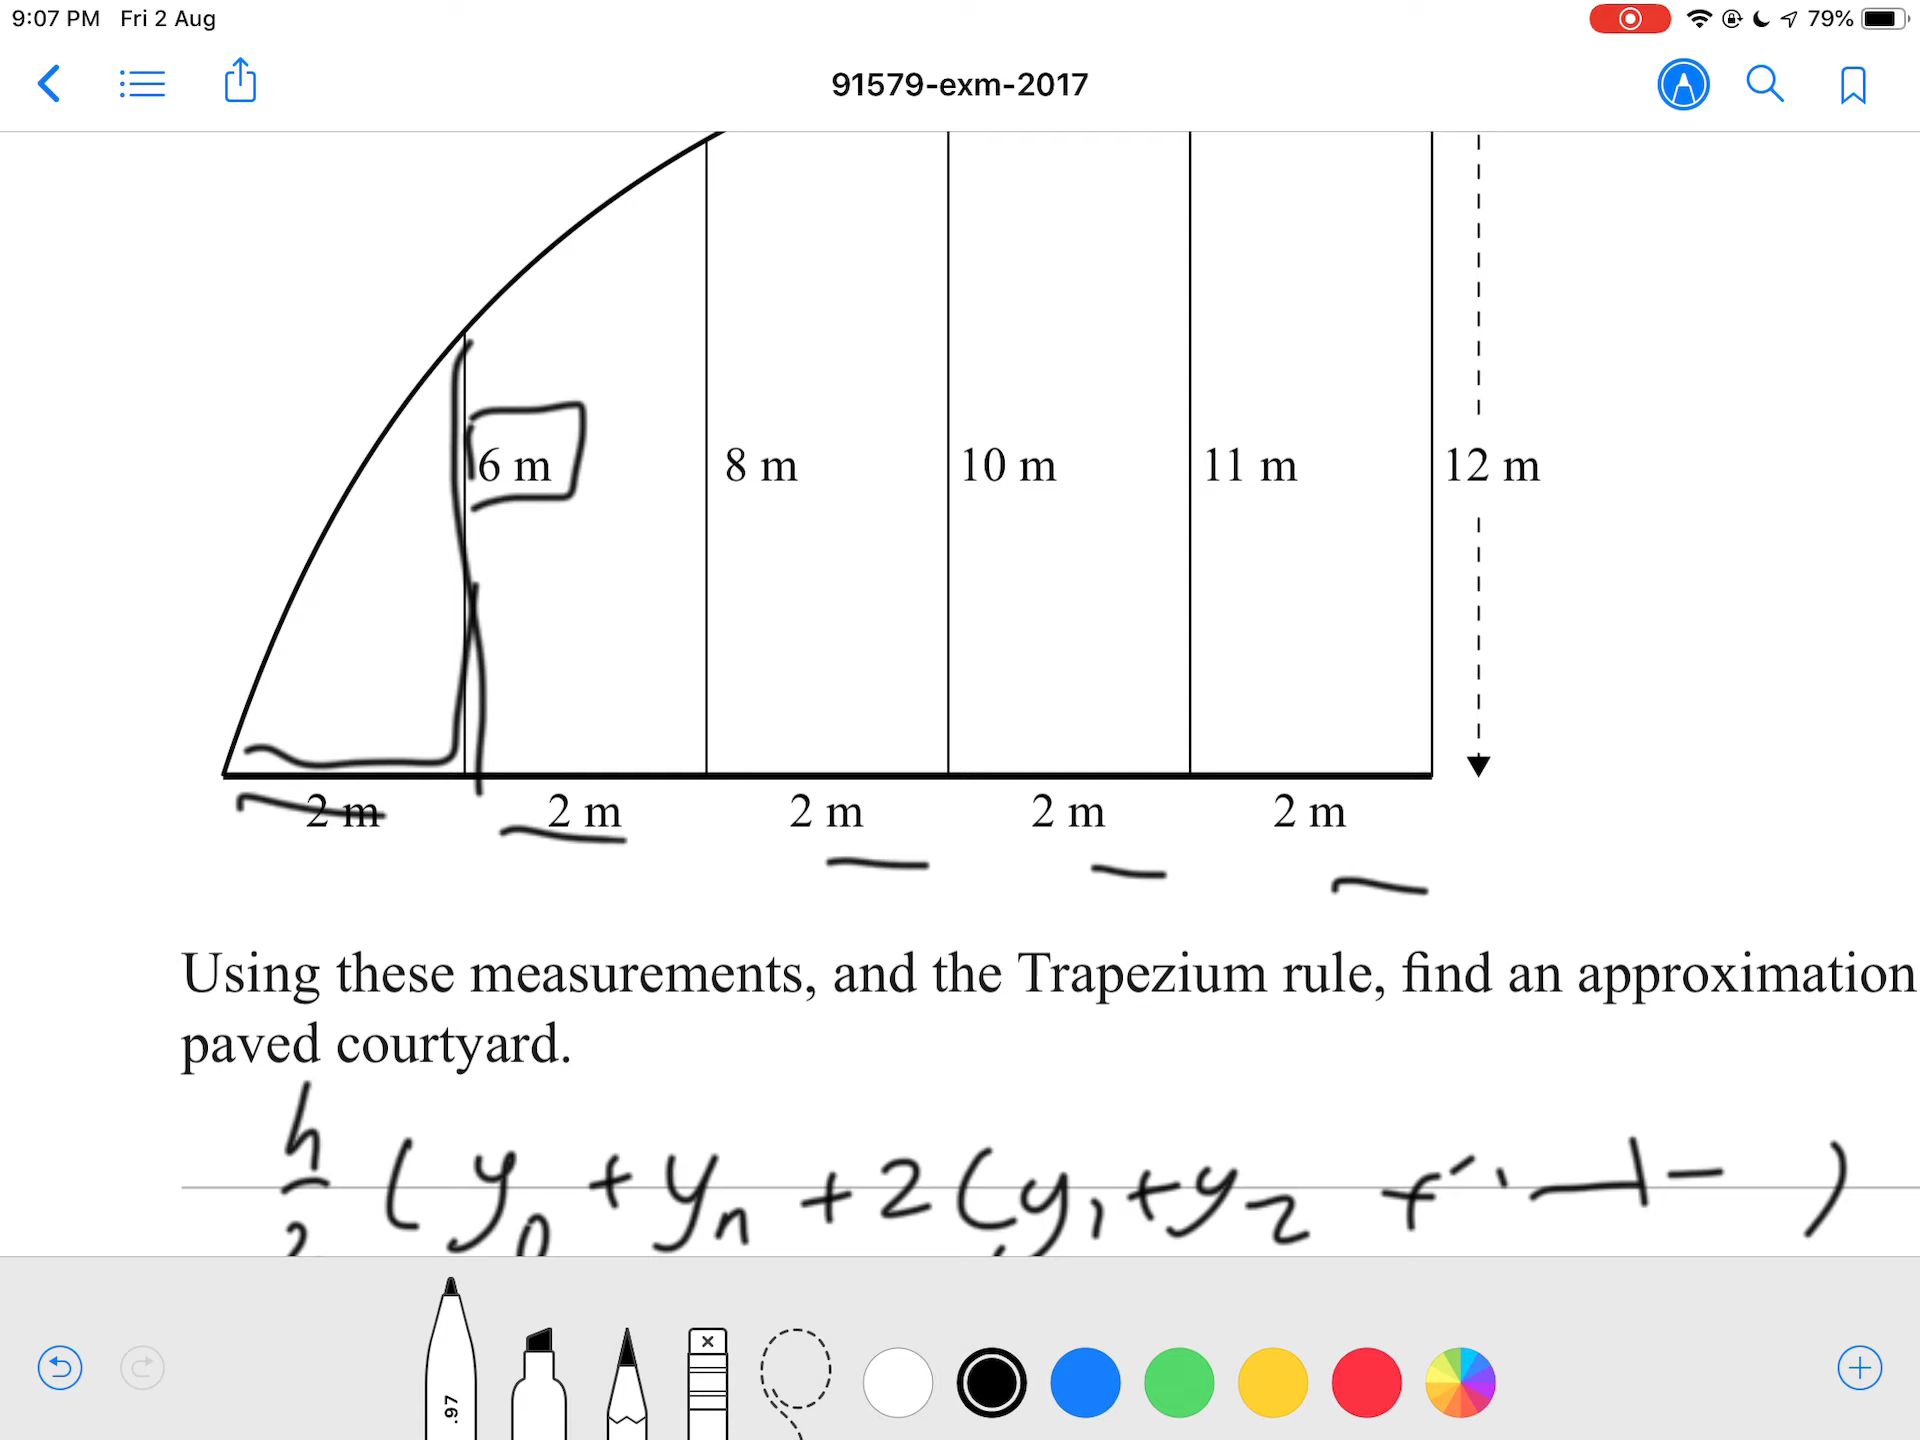 9:07 PM Fri 2 Aug 79%
91579-exm-2017
6 m 8 m 10 m 11 m 12 m
2 m 2 m 2 m 2 m 2 m
Using these measurements, and the Trapezium rule, find an approximation
paved courtyard.
h/2 ( y0 + yn + 2 ( y1 + y2 + ... )
.97